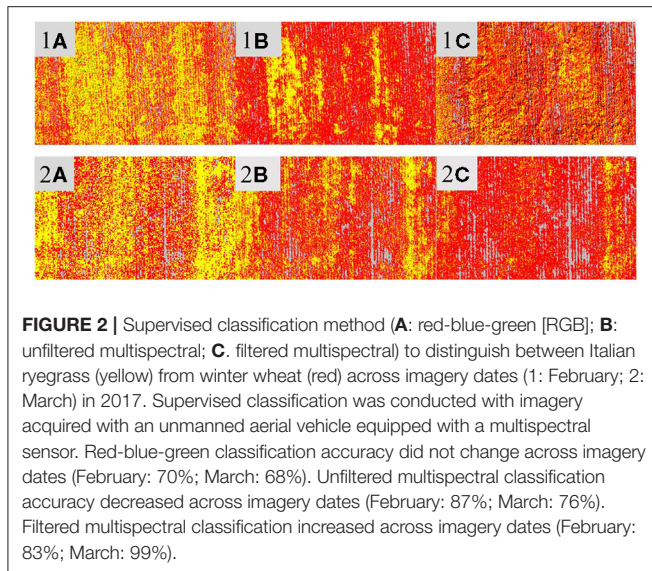 1A 1B 1C
2A 2B 2C
FIGURE 2 | Supervised classification method (A: red-blue-green [RGB]; B:
unfiltered multispectral; C. filtered multispectral) to distinguish between Italian
ryegrass (yellow) from winter wheat (red) across imagery dates (1: February; 2:
March) in 2017. Supervised classification was conducted with imagery
acquired with an unmanned aerial vehicle equipped with a multispectral
sensor. Red-blue-green classification accuracy did not change across imagery
dates (February: 70%; March: 68%). Unfiltered multispectral classification
accuracy decreased across imagery dates (February: 87%; March: 76%).
Filtered multispectral classification increased across imagery dates (February:
83%; March: 99%).